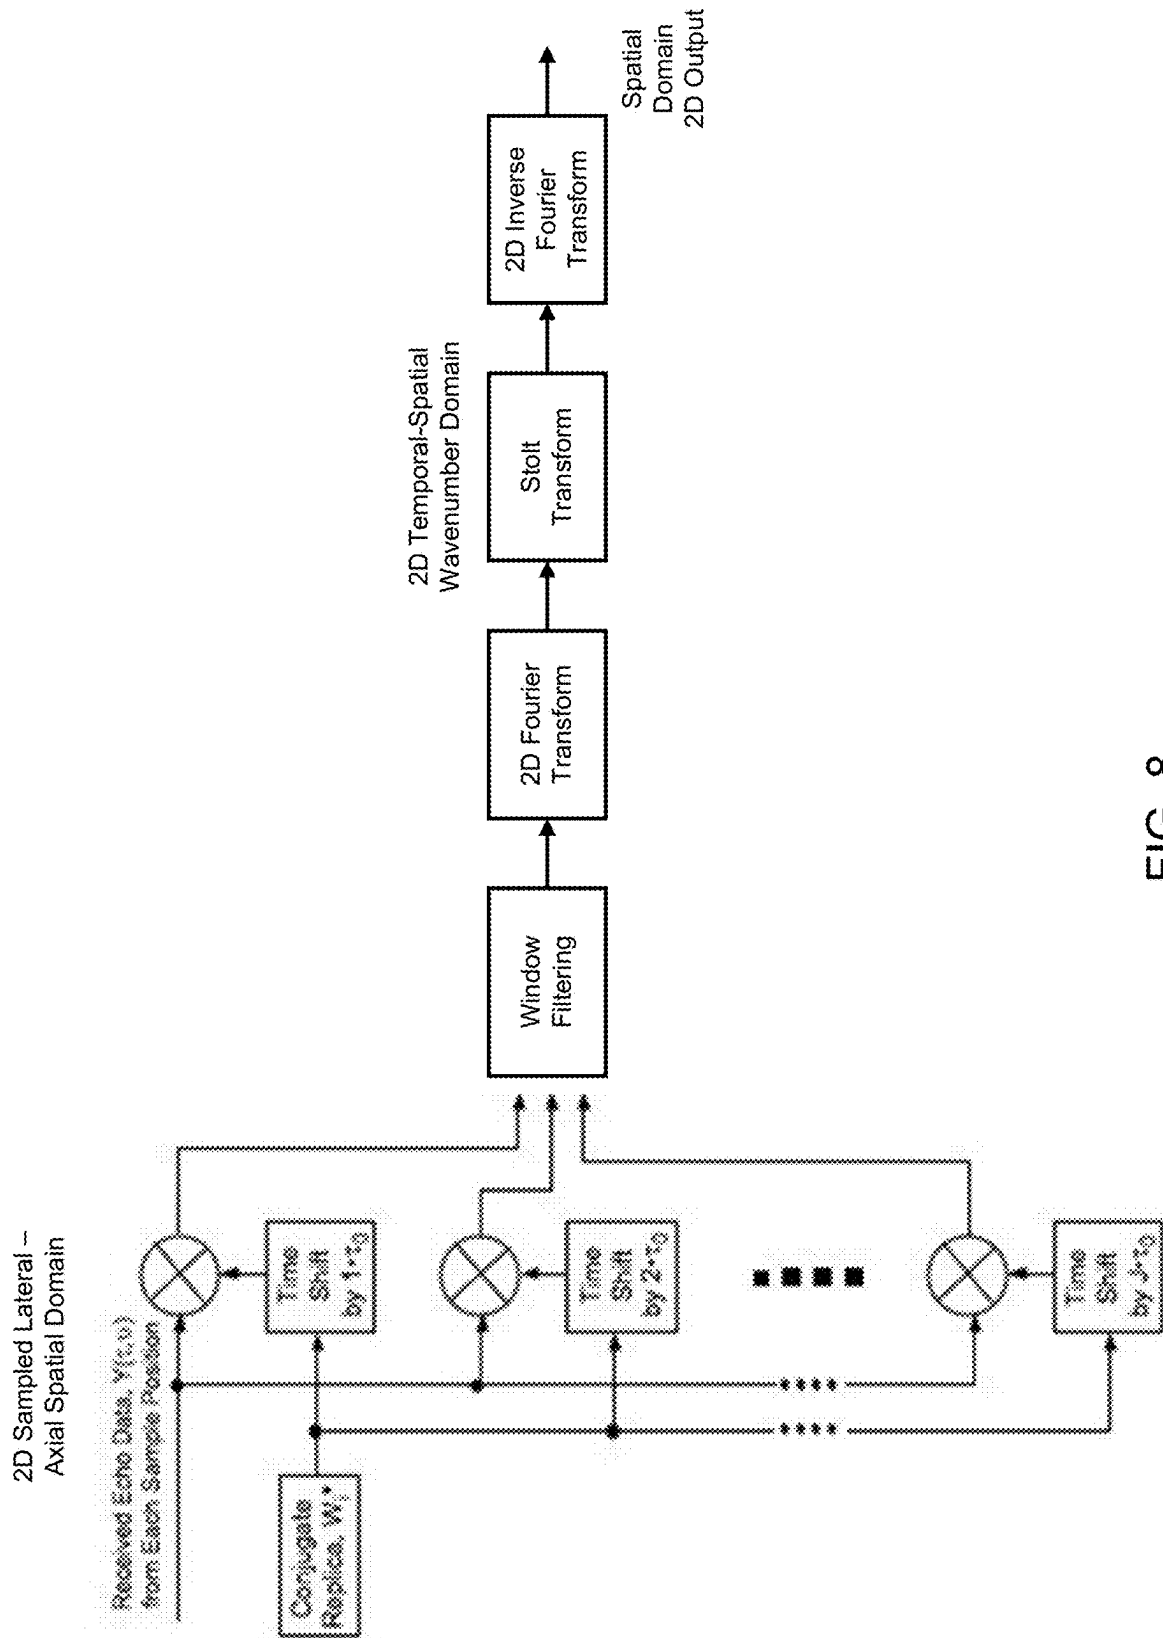 2D Sampled Lateral –
Axial Spatial Domain
Received Echo Data, Y(τ,υ)
from Each Sample Position
Conjugate
Replica, Wᵢ*
Time
Shift
by 1•τ₀
Time
Shift
by 2•τ₀
Time
Shift
by J•τ₀
Window
Filtering
2D Fourier
Transform
2D Temporal-Spatial
Wavenumber Domain
Stolt
Transform
2D Inverse
Fourier
Transform
Spatial
Domain
2D Output
FIG. 8